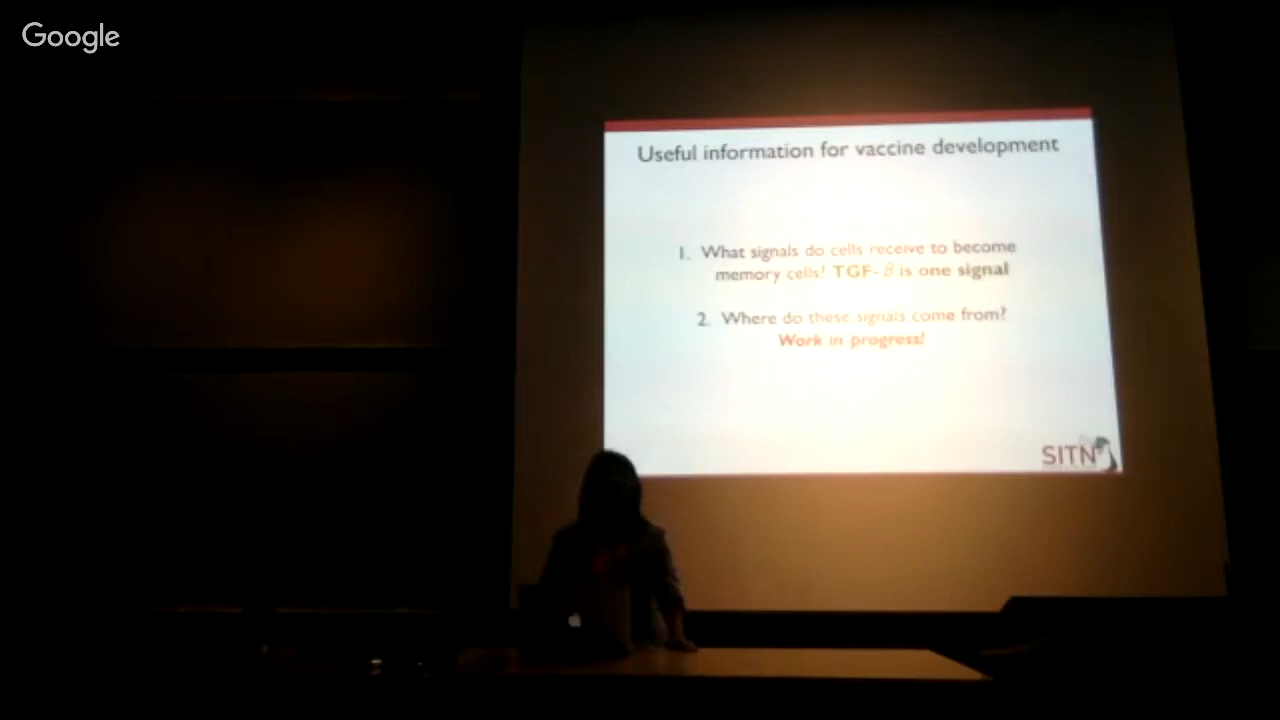 Google
Useful information for vaccine development
1. What signals do cells receive to become
memory cells? TGF-β is one signal
2. Where do these signals come from?
Work in progress!
SITN